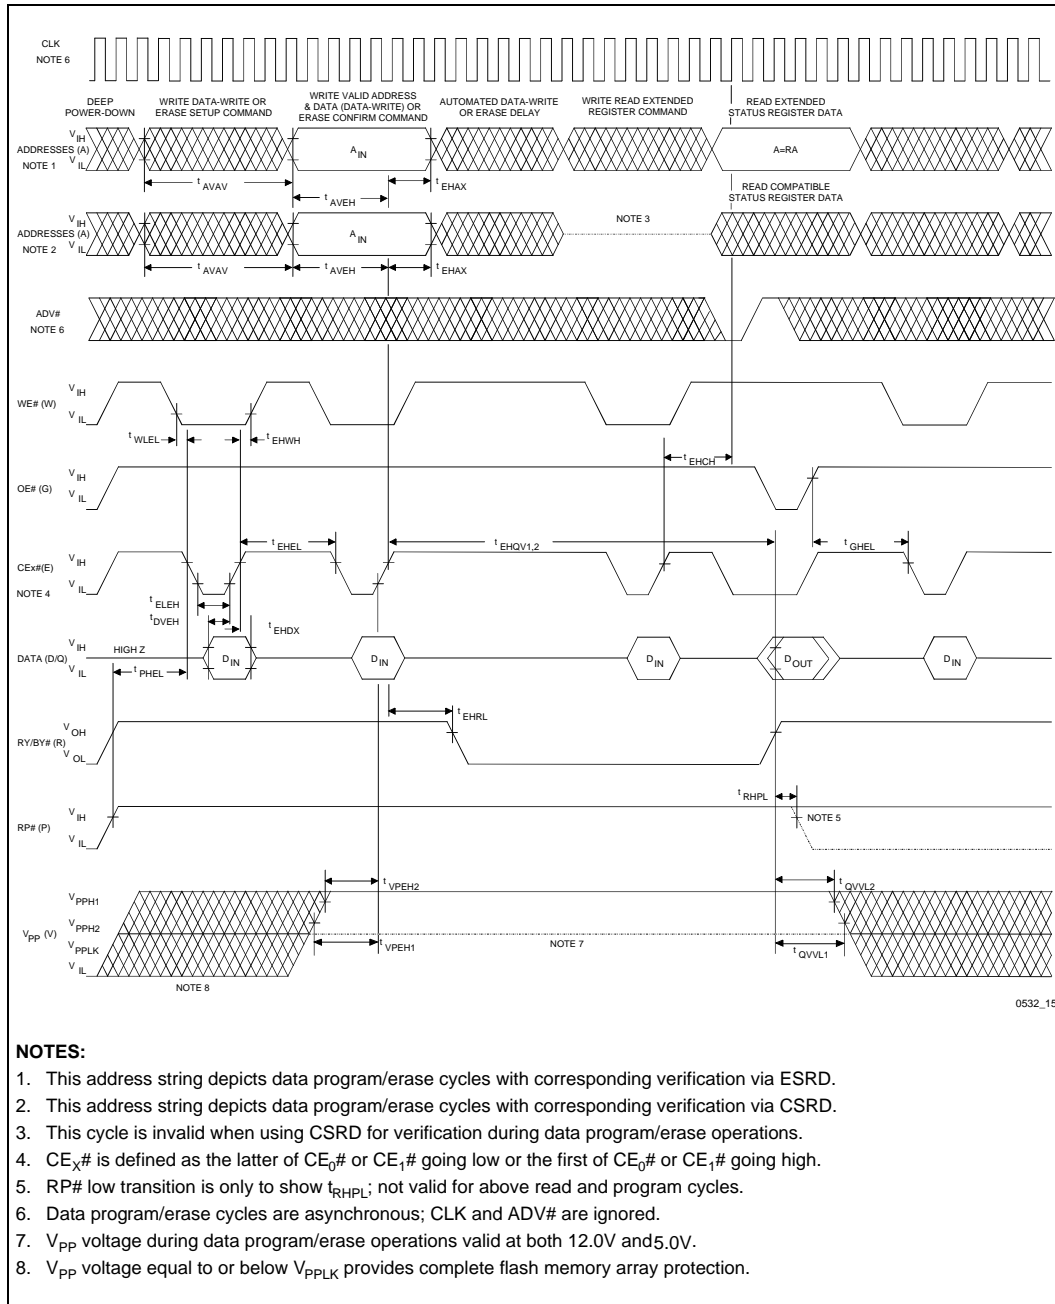 CLK
NOTE 6
DEEP
POWER-DOWN
WRITE DATA-WRITE OR
ERASE SETUP COMMAND
WRITE VALID ADDRESS
& DATA (DATA-WRITE) OR
ERASE CONFIRM COMMAND
AUTOMATED DATA-WRITE
OR ERASE DELAY
WRITE READ EXTENDED
REGISTER COMMAND
READ EXTENDED
STATUS REGISTER DATA
V IH
ADDRESSES (A)
NOTE 1
V IL
A IN
A=RA
t AVAV
t AVEH
t EHAX
READ COMPATIBLE
STATUS REGISTER DATA
V IH
ADDRESSES (A)
NOTE 2
V IL
A IN
NOTE 3
t AVAV
t AVEH
t EHAX
ADV#
NOTE 6
V IH
WE# (W)
V IL
t WLEL
t EHWH
t EHCH
V IH
OE# (G)
V IL
t EHEL
t EHQV1,2
t GHEL
V IH
CEx#(E)
V IL
NOTE 4
t ELEH
t DVEH
t EHDX
V IH
DATA (D/Q)
V IL
HIGH Z
D IN
D IN
D IN
D OUT
D IN
t PHEL
t EHRL
V OH
RY/BY# (R)
V OL
t RHPL
V IH
RP# (P)
V IL
NOTE 5
t VPEH2
t QVVL2
V PPH1
V PPH2
V PP (V)
V PPLK
V IL
t VPEH1
NOTE 7
t QVVL1
NOTE 8
0532_15
NOTES:
1. This address string depicts data program/erase cycles with corresponding verification via ESRD.
2. This address string depicts data program/erase cycles with corresponding verification via CSRD.
3. This cycle is invalid when using CSRD for verification during data program/erase operations.
4. CEX# is defined as the latter of CE0# or CE1# going low or the first of CE0# or CE1# going high.
5. RP# low transition is only to show tRHPL; not valid for above read and program cycles.
6. Data program/erase cycles are asynchronous; CLK and ADV# are ignored.
7. VPP voltage during data program/erase operations valid at both 12.0V and5.0V.
8. VPP voltage equal to or below VPPLK provides complete flash memory array protection.